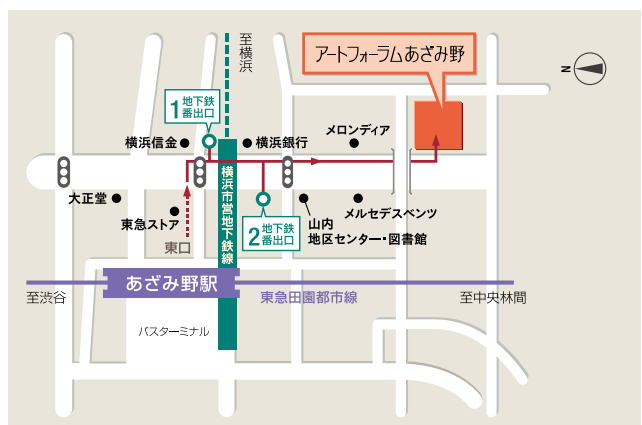 至横浜
アートフォーラムあざみ野
N
1 地下鉄
番出口
横浜信金
横浜銀行
メロンディア
大正堂
東急ストア
東口
横浜市営地下鉄線
2 地下鉄
番出口
山内
地区センター・図書館
メルセデスベンツ
あざみ野駅
至渋谷
東急田園都市線
至中央林間
バスターミナル